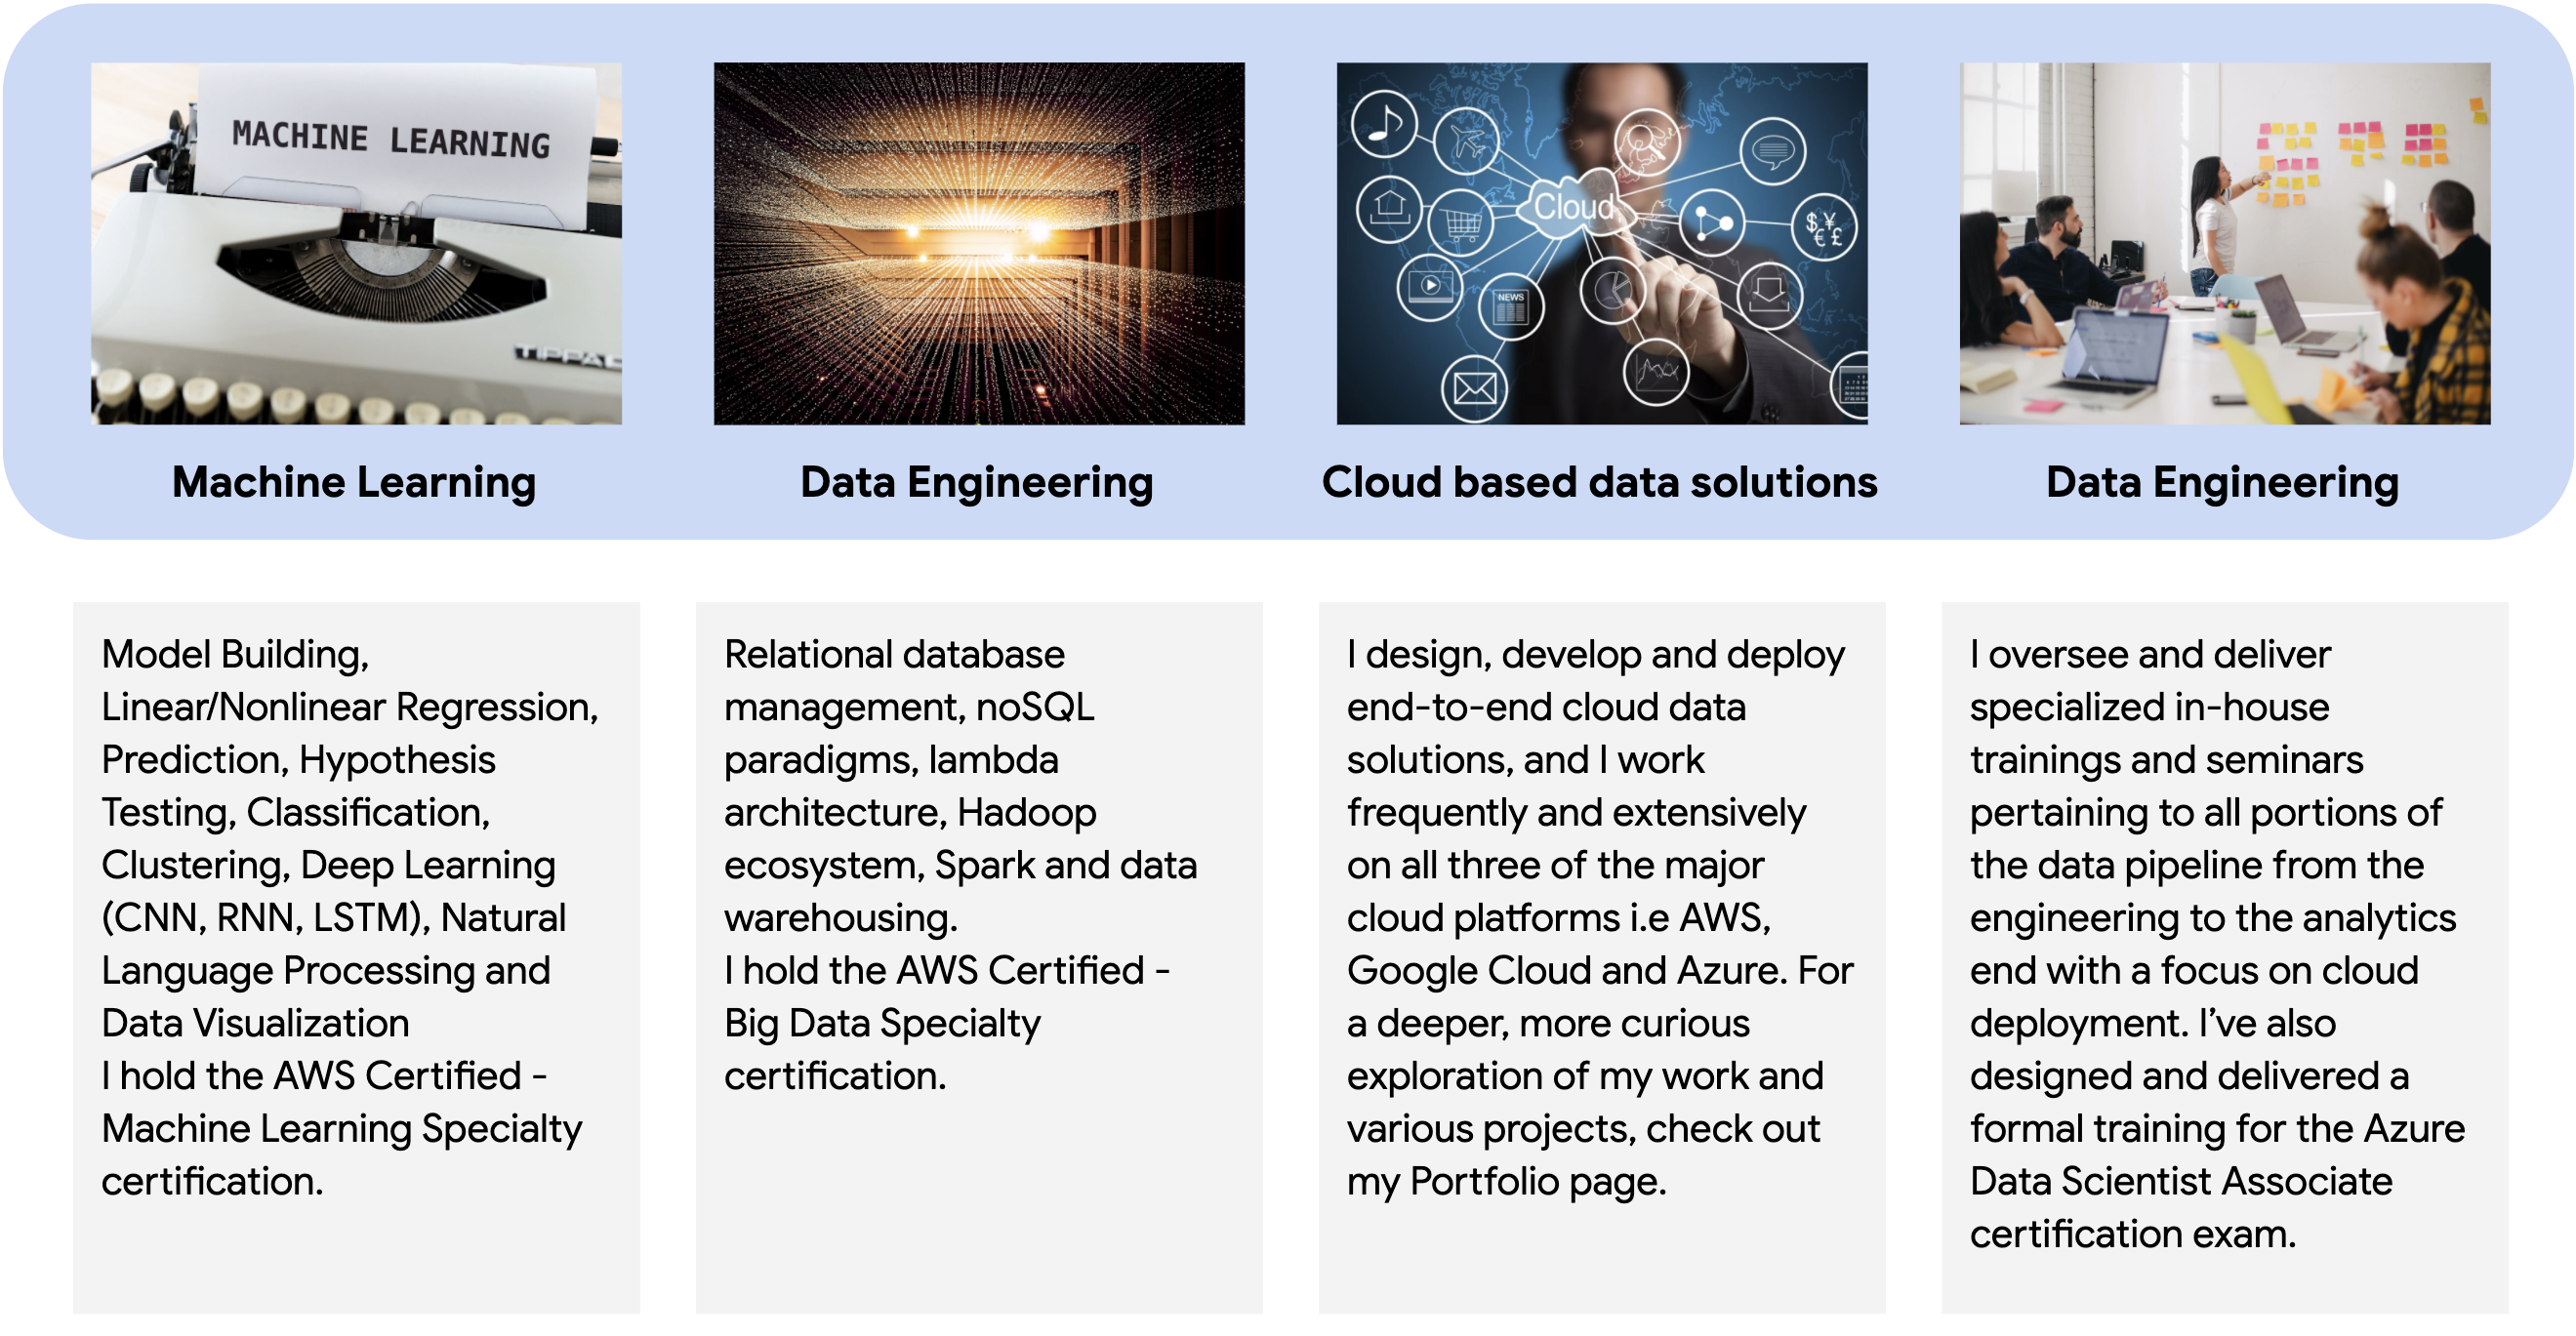 MACHINE LEARNING
TIPPA
Cloud
NEWS
$ ¥
€ £
Machine Learning
Data Engineering
Cloud based data solutions
Data Engineering
Model Building,
Linear/Nonlinear Regression,
Prediction, Hypothesis
Testing, Classification,
Clustering, Deep Learning
(CNN, RNN, LSTM), Natural
Language Processing and
Data Visualization
I hold the AWS Certified -
Machine Learning Specialty
certification.
Relational database
management, noSQL
paradigms, lambda
architecture, Hadoop
ecosystem, Spark and data
warehousing.
I hold the AWS Certified -
Big Data Specialty
certification.
I design, develop and deploy
end-to-end cloud data
solutions, and I work
frequently and extensively
on all three of the major
cloud platforms i.e AWS,
Google Cloud and Azure. For
a deeper, more curious
exploration of my work and
various projects, check out
my Portfolio page.
I oversee and deliver
specialized in-house
trainings and seminars
pertaining to all portions of
the data pipeline from the
engineering to the analytics
end with a focus on cloud
deployment. I’ve also
designed and delivered a
formal training for the Azure
Data Scientist Associate
certification exam.